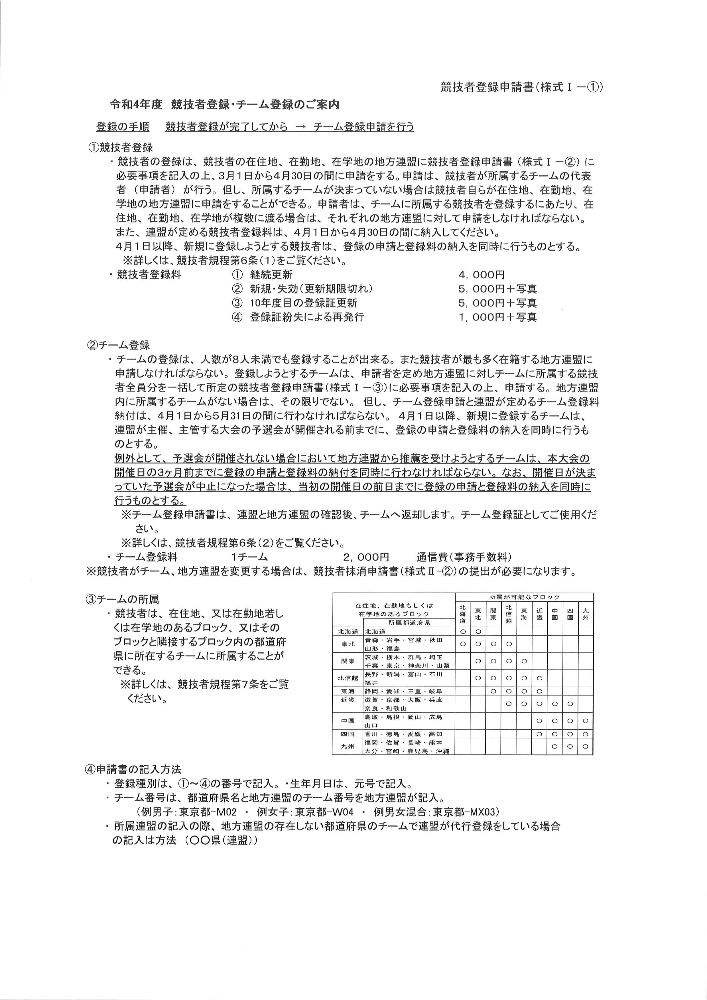 競技者登録申請書(様式Ⅰ－①)
令和4年度 競技者登録・チーム登録のご案内
登録の手順 競技者登録が完了してから → チーム登録申請を行う
①競技者登録
・競技者の登録は、競技者の在住地、在勤地、在学地の地方連盟に競技者登録申請書(様式Ⅰ－②)に
必要事項を記入の上、3月1日から4月30日の間に申請をする。申請は、競技者が所属するチームの代表
者(申請者)が行う。但し、所属するチームが決まっていない場合は競技者自らが在住地、在勤地、在
学地の地方連盟に申請をすることができる。申請者は、チームに所属する競技者を登録するにあたり、在
住地、在勤地、在学地が複数に渡る場合は、それぞれの地方連盟に対して申請をしなければならない。
また、連盟が定める競技者登録料は、4月1日から4月30日の間に納入してください。
4月1日以降、新規に登録しようとする競技者は、登録の申請と登録料の納入を同時に行うものとする。
※詳しくは、競技者規程第6条(1)をご覧ください。
・競技者登録料 ① 継続更新 4,000円
② 新規・失効(更新期限切れ) 5,000円＋写真
③ 10年度目の登録証更新 5,000円＋写真
④ 登録証紛失による再発行 1,000円＋写真
②チーム登録
・チームの登録は、人数が8人未満でも登録することが出来る。また競技者が最も多く在籍する地方連盟に
申請しなければならない。登録しようとするチームは、申請者を定め地方連盟に対しチームに所属する競技
者全員分を一括して所定の競技者登録申請書(様式Ⅰ－③)に必要事項を記入の上、申請する。地方連盟
内に所属するチームがない場合は、その限りでない。 但し、チーム登録申請と連盟が定めるチーム登録料
納付は、4月1日から5月31日の間に行わなければならない。 4月1日以降、新規に登録するチームは、
連盟が主催、主管する大会の予選会が開催される前までに、登録の申請と登録料の納入を同時に行うも
のとする。
例外として、予選会が開催されない場合において地方連盟から推薦を受けようとするチームは、本大会の
開催日の3ヶ月前までに登録の申請と登録料の納付を同時に行わなければならない。なお、開催日が決ま
っていた予選会が中止になった場合は、当初の開催日の前日までに登録の申請と登録料の納入を同時に
行うものとする。
※チーム登録申請書は、連盟と地方連盟の確認後、チームへ返却します。チーム登録証としてご使用くだ
さい。
※詳しくは、競技者規程第6条(2)をご覧ください。
・チーム登録料 1チーム 2,000円 通信費(事務手数料)
※競技者がチーム、地方連盟を変更する場合は、競技者抹消申請書(様式Ⅱ-②)の提出が必要になります。
③チームの所属
・競技者は、在住地、又は在勤地若し
くは在学地のあるブロック、又はその
ブロックと隣接するブロック内の都道府
県に所在するチームに所属することが
できる。
※詳しくは、競技者規程第7条をご覧
ください。
在住地、在勤地もしくは
在学地のあるブロック
所属都道府県
所属が可能なブロック
北海道 東北 関東 北信越 東海 近畿 中国 四国 九州
北海道 北海道 ○ ○
東北 青森・岩手・宮城・秋田
山形・福島 ○ ○ ○ ○
関東 茨城・栃木・群馬・埼玉
千葉・東京・神奈川・山梨 ○ ○ ○ ○
北信越 長野・新潟・富山・石川
福井 ○ ○ ○ ○ ○
東海 静岡・愛知・三重・岐阜 ○ ○ ○ ○
近畿 滋賀・京都・大阪・兵庫
奈良・和歌山 ○ ○ ○ ○ ○
中国 鳥取・島根・岡山・広島
山口 ○ ○ ○ ○
四国 香川・徳島・愛媛・高知 ○ ○ ○ ○
九州 福岡・佐賀・長崎・熊本
大分・宮崎・鹿児島・沖縄 ○ ○ ○
④申請書の記入方法
・登録種別は、①～④の番号で記入。・生年月日は、元号で記入。
・チーム番号は、都道府県名と地方連盟のチーム番号を地方連盟が記入。
(例男子:東京都-M02 ・ 例女子:東京都-W04 ・ 例男女混合:東京都-MX03)
・所属連盟の記入の際、地方連盟の存在しない都道府県のチームで連盟が代行登録をしている場合
の記入は方法 (〇〇県(連盟))